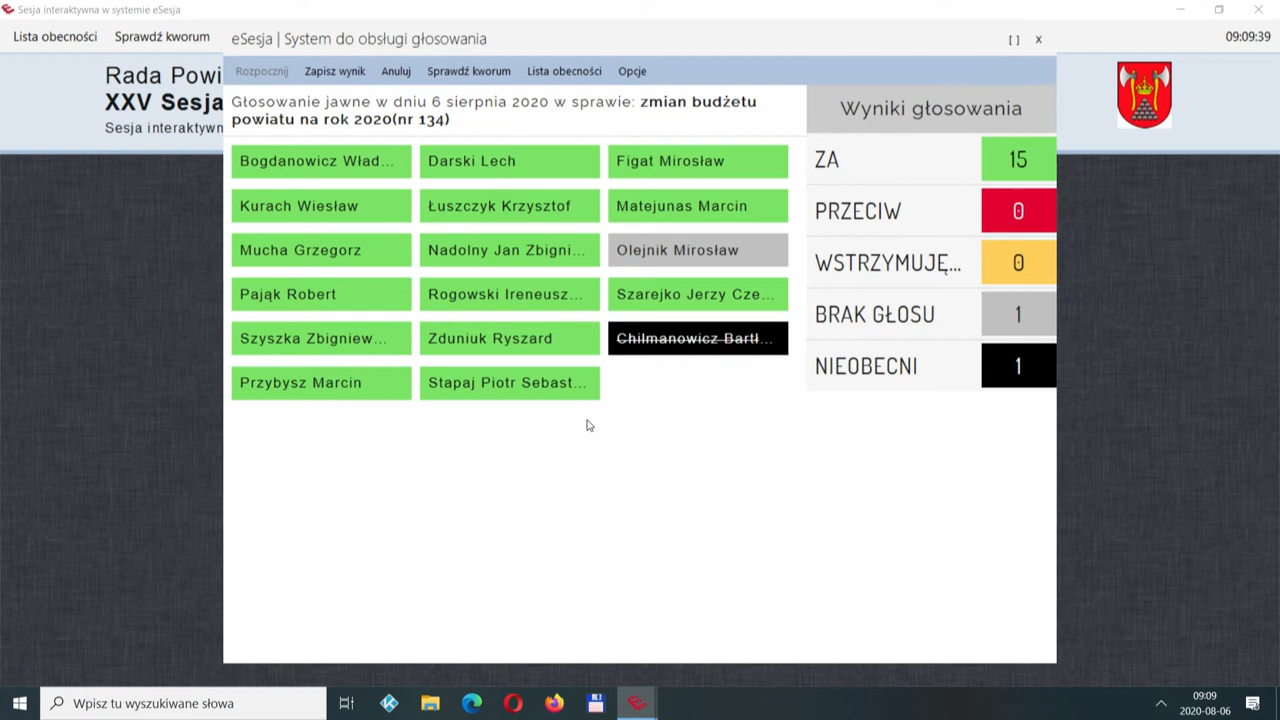 Sesja interaktywna w systemie eSesja
Lista obecności Sprawdź kworum 09:09:39
eSesja | System do obsługi głosowania [ ] x
Rada Powi
XXV Sesja
Sesja interaktywn
Rozpocznij Zapisz wynik Anuluj Sprawdź kworum Lista obecności Opcje
Głosowanie jawne w dniu 6 sierpnia 2020 w sprawie: zmian budżetu
powiatu na rok 2020(nr 134)
Bogdanowicz Wład... Darski Lech Figat Mirosław
Kurach Wiesław Łuszczyk Krzysztof Matejunas Marcin
Mucha Grzegorz Nadolny Jan Zbigni... Olejnik Mirosław
Pająk Robert Rogowski Ireneusz... Szarejko Jerzy Cze...
Szyszka Zbigniew... Zduniuk Ryszard Chilmanowicz Bartł...
Przybysz Marcin Stapaj Piotr Sebast...
Wyniki głosowania
ZA 15
PRZECIW 0
WSTRZYMUJĘ... 0
BRAK GŁOSU 1
NIEOBECNI 1
Wpisz tu wyszukiwane słowa
09:09
2020-08-06